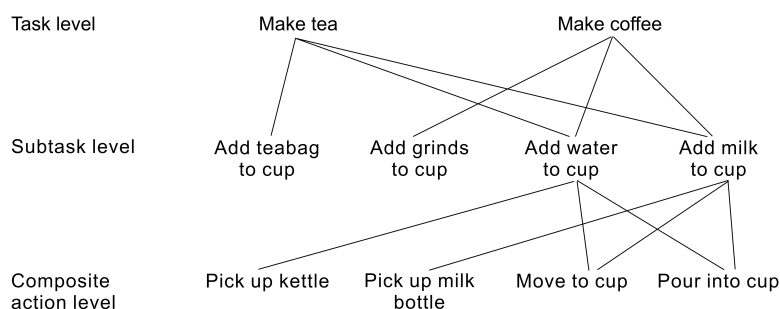 Task level Make tea Make coffee
Subtask level Add teabag Add grinds Add water Add milk
to cup to cup to cup to cup
Composite Pick up kettle Pick up milk Move to cup Pour into cup
action level bottle